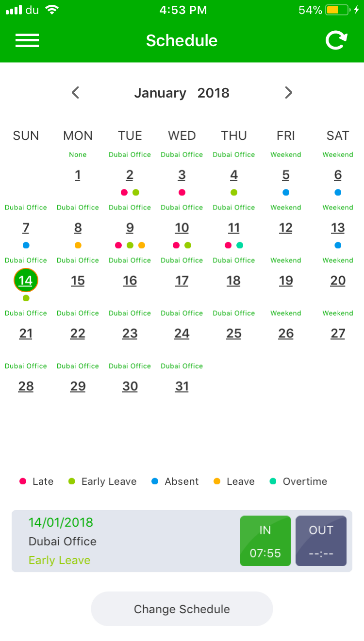 du 4:53 PM 54%
Schedule
January 2018
SUN MON TUE WED THU FRI SAT
None Dubai Office Dubai Office Dubai Office Weekend Weekend
1 2 3 4 5 6
Dubai Office Dubai Office Dubai Office Dubai Office Dubai Office Weekend Weekend
7 8 9 10 11 12 13
Dubai Office Dubai Office Dubai Office Dubai Office Dubai Office Weekend Weekend
14 15 16 17 18 19 20
Dubai Office Dubai Office Dubai Office Dubai Office Dubai Office Weekend Weekend
21 22 23 24 25 26 27
Dubai Office Dubai Office Dubai Office Dubai Office
28 29 30 31
Late Early Leave Absent Leave Overtime
14/01/2018
Dubai Office
Early Leave
IN OUT
07:55 --:--
Change Schedule